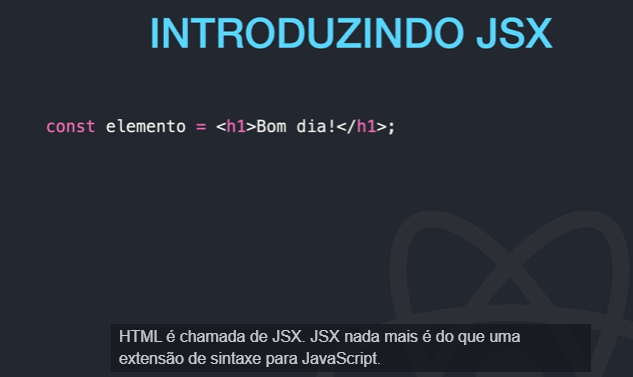 INTRODUZINDO JSX
const elemento = <h1>Bom dia!</h1>;
HTML é chamada de JSX. JSX nada mais é do que uma
extensão de sintaxe para JavaScript.